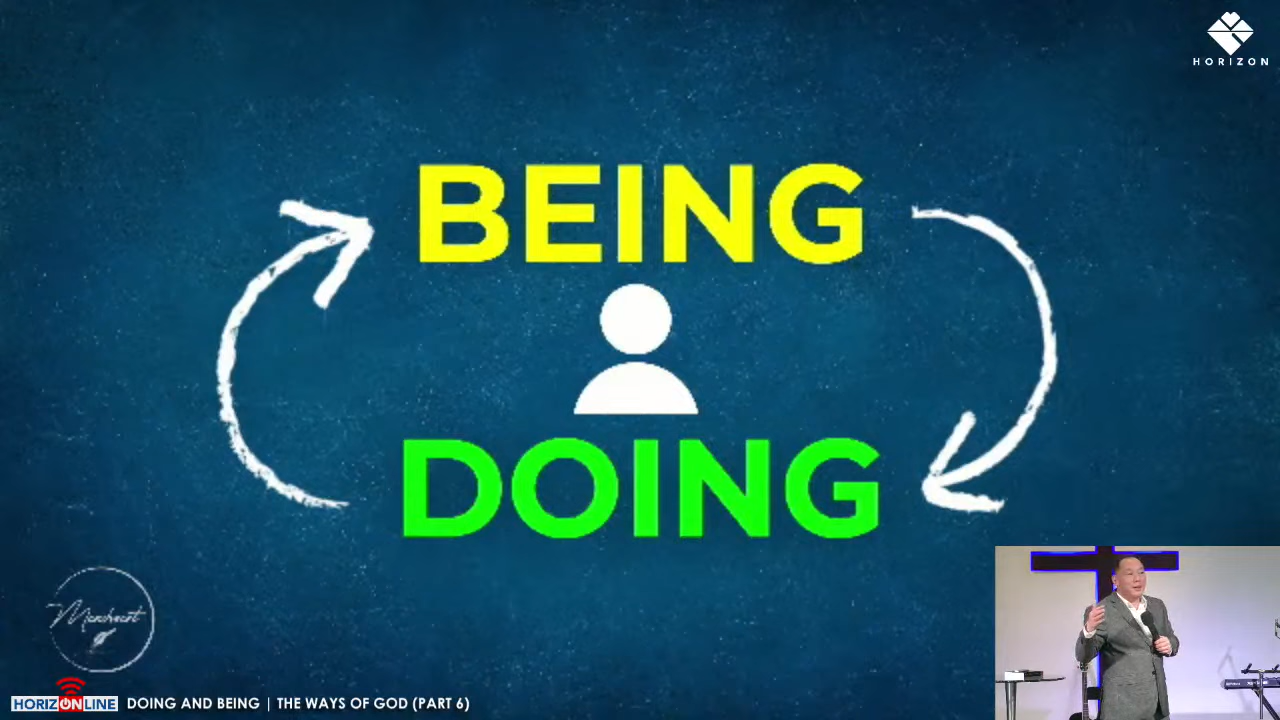 HORIZON
BEING
DOING
HORIZONLINE DOING AND BEING | THE WAYS OF GOD (PART 6)